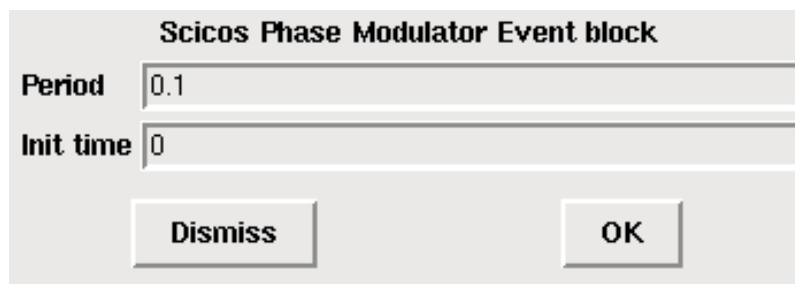 Scicos Phase Modulator Event block
Period 0.1
Init time 0
Dismiss OK